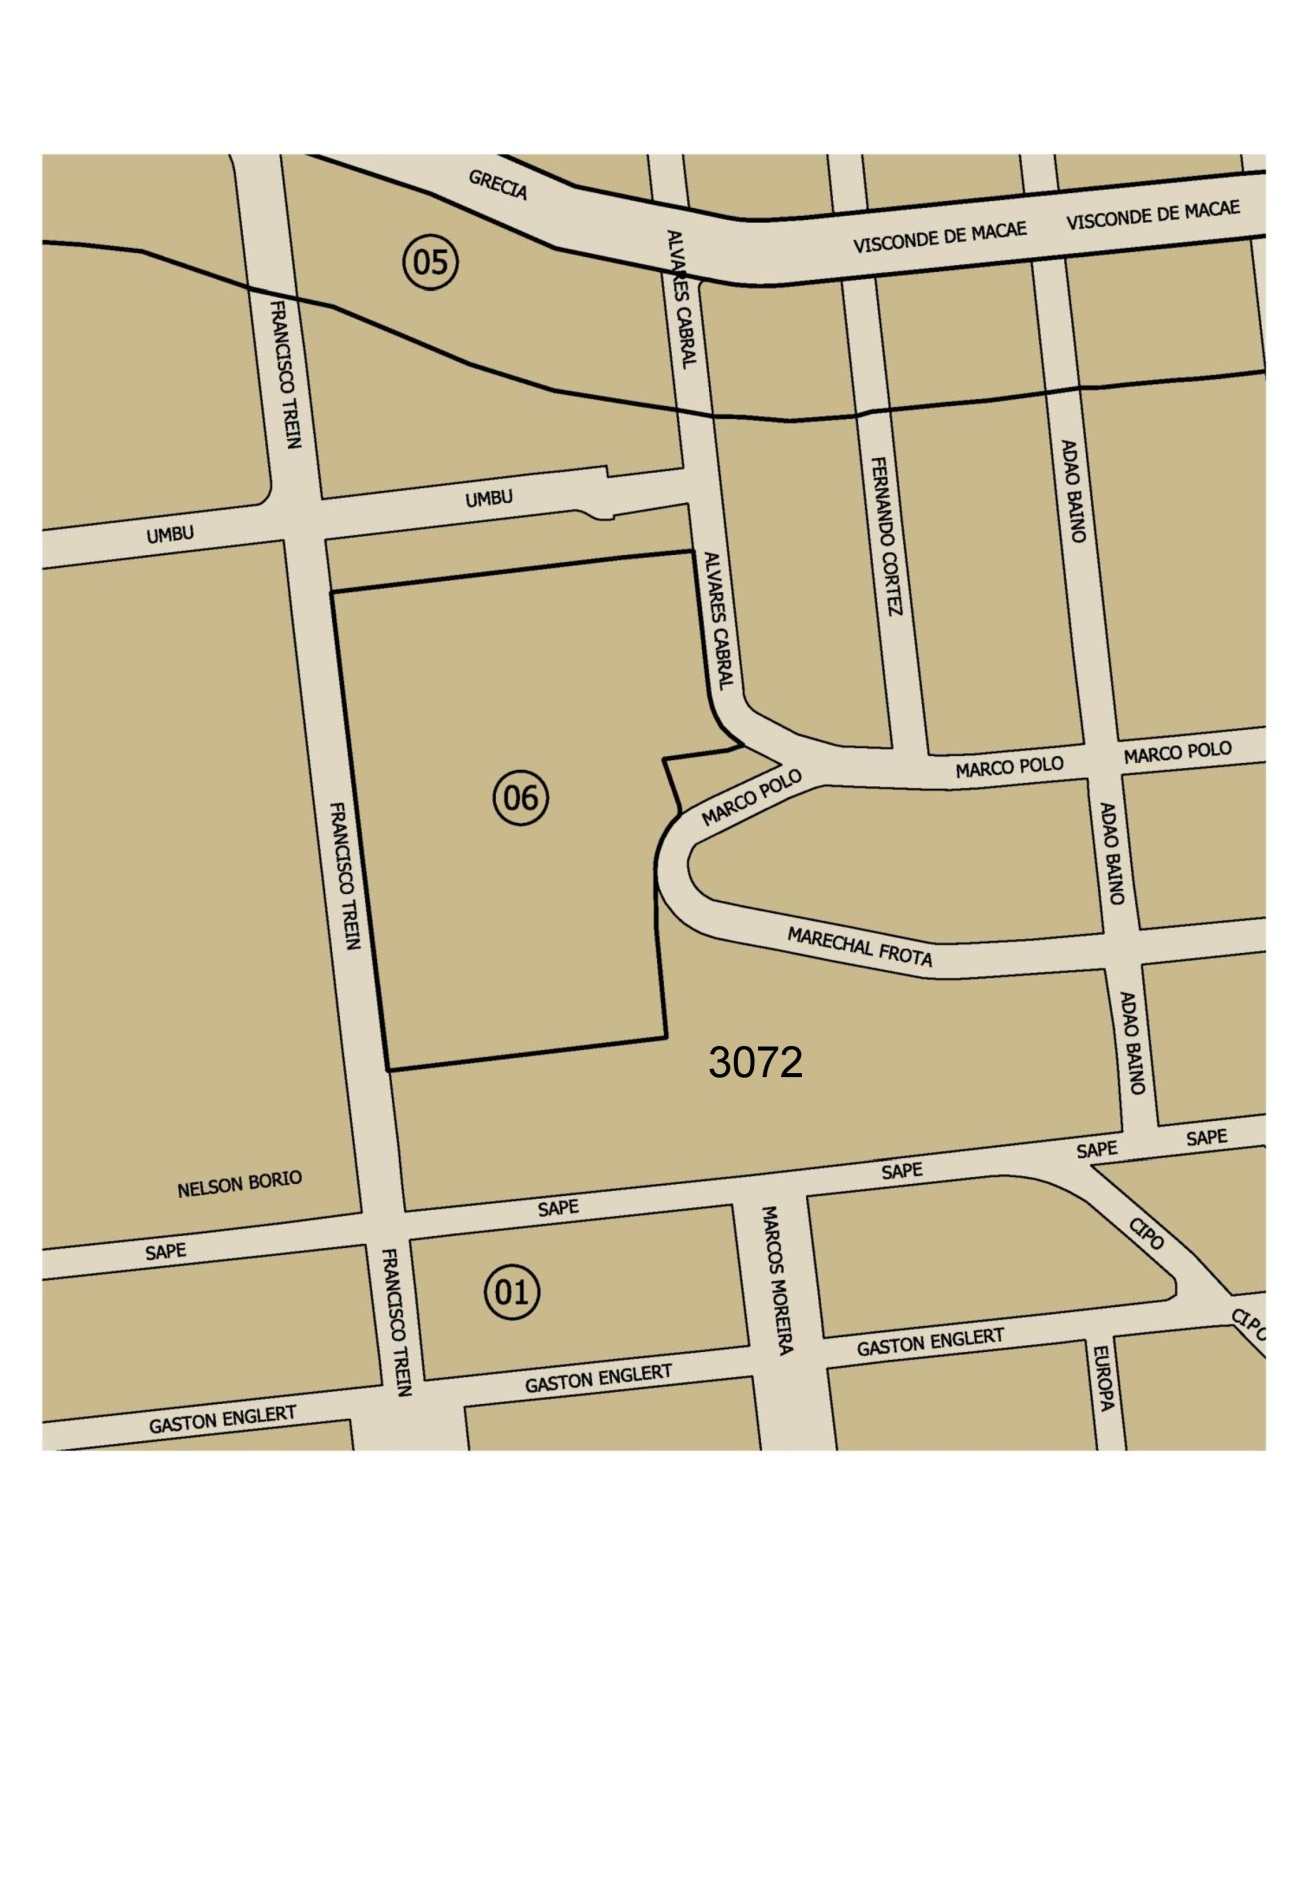 GRECIA
VISCONDE DE MACAE
VISCONDE DE MACAE
05
ALVARES CABRAL
FRANCISCO TREIN
UMBU
UMBU
FERNANDO CORTEZ
ADAO BAINO
ALVARES CABRAL
MARCO POLO
MARCO POLO
MARCO POLO
06
FRANCISCO TREIN
ADAO BAINO
MARECHAL FROTA
ADAO BAINO
3072
NELSON BORIO
SAPE
SAPE
SAPE
SAPE
SAPE
CIPO
MARCOS MOREIRA
FRANCISCO TREIN
01
CIPO
GASTON ENGLERT
GASTON ENGLERT
GASTON ENGLERT
EUROPA